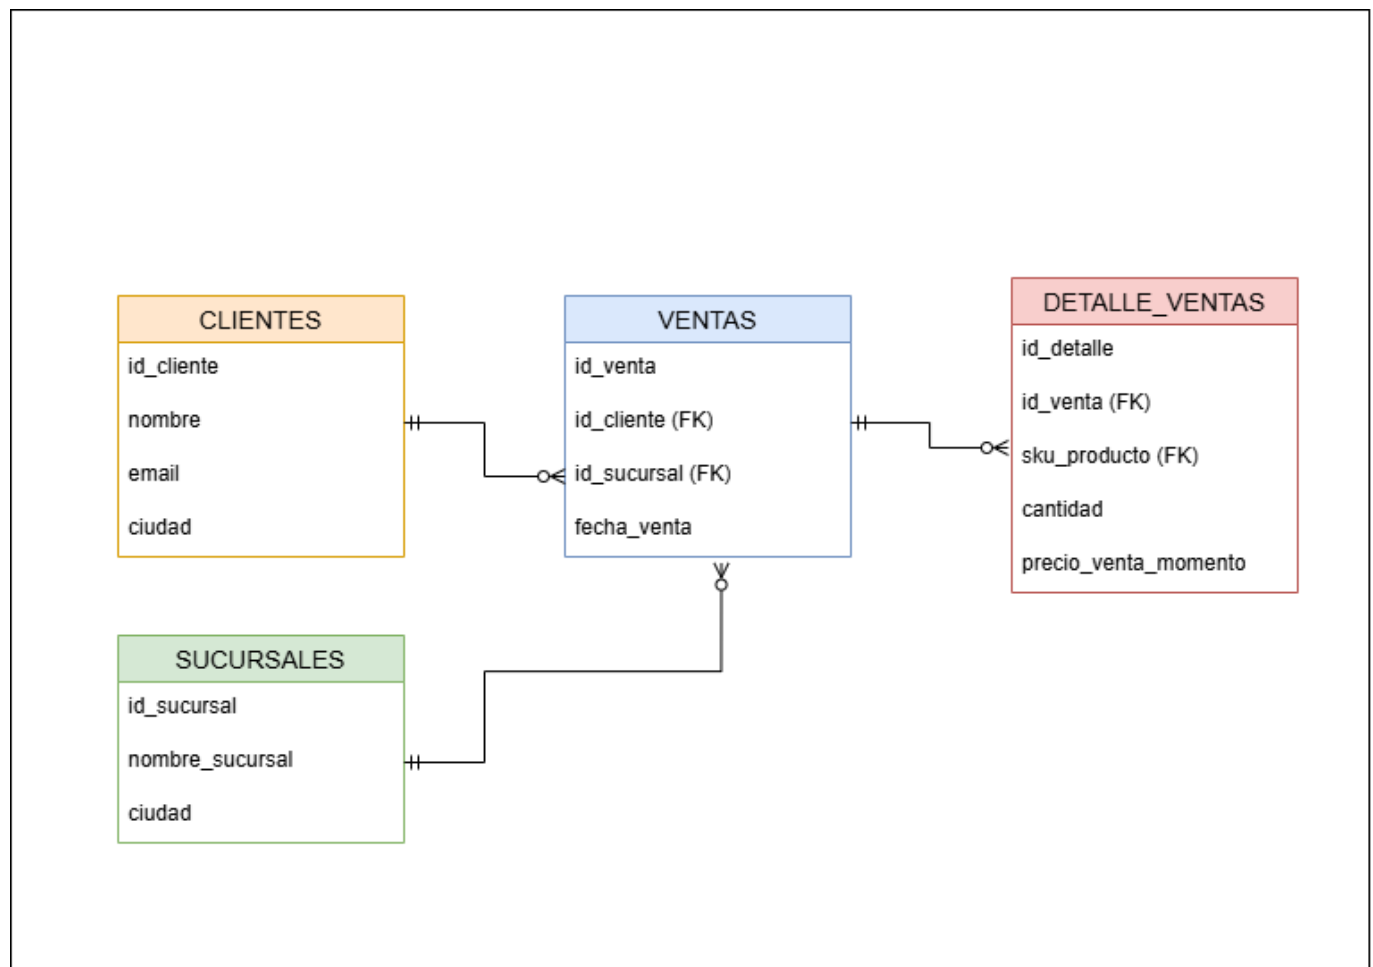 CLIENTES
id_cliente
nombre
email
ciudad
VENTAS
id_venta
id_cliente (FK)
id_sucursal (FK)
fecha_venta
DETALLE_VENTAS
id_detalle
id_venta (FK)
sku_producto (FK)
cantidad
precio_venta_momento
SUCURSALES
id_sucursal
nombre_sucursal
ciudad